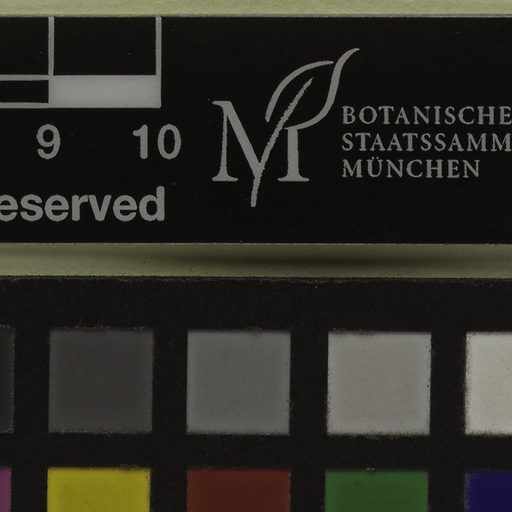 9 10
eserved
M
BOTANISCHE
STAATSSAMM
MÜNCHEN